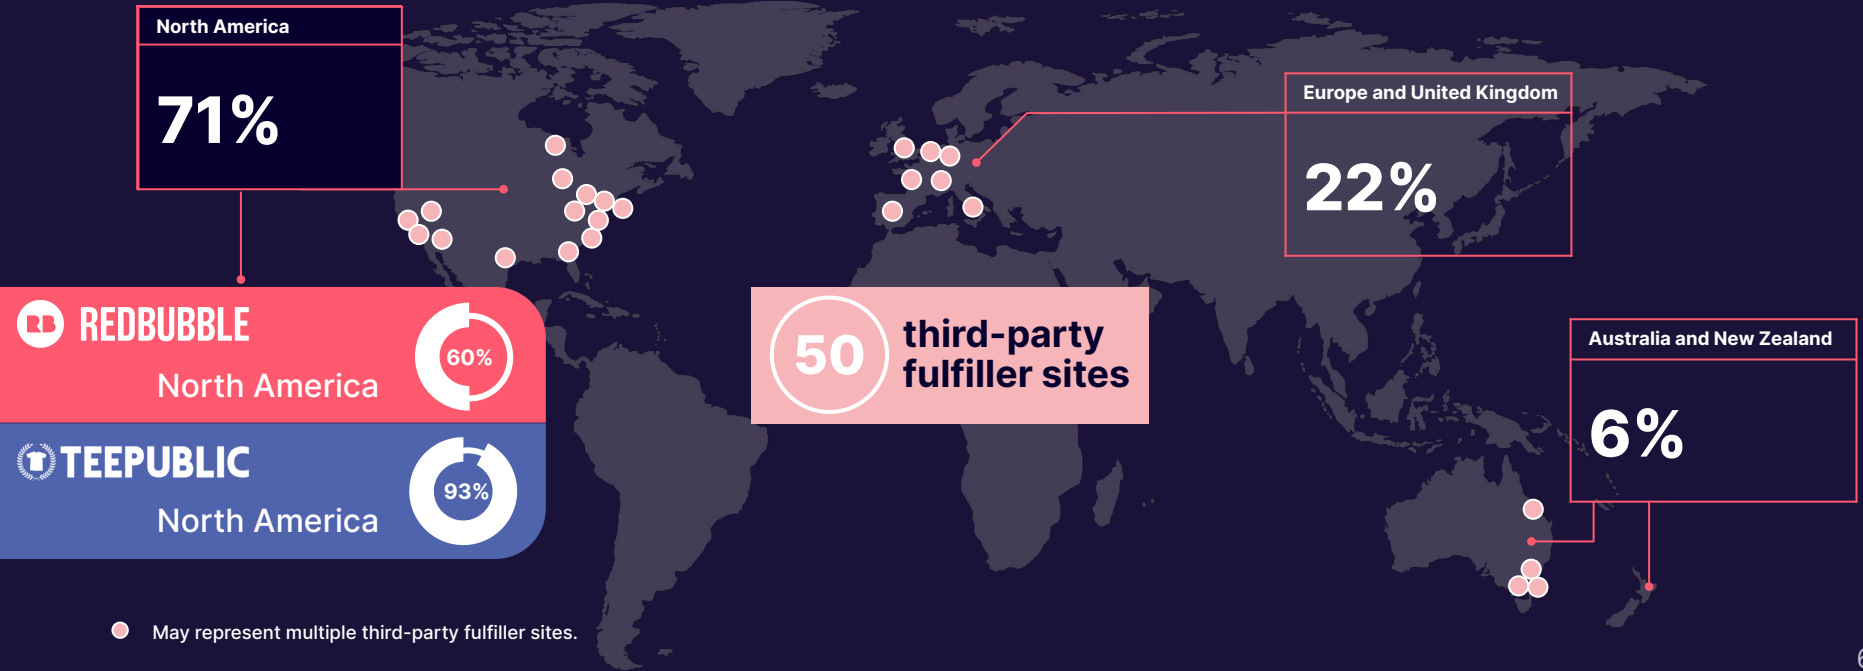 North America
71%
Europe and United Kingdom
22%
RB REDBUBBLE
60%
North America
50
third-party
fulfiller sites
Australia and New Zealand
6%
TEEPUBLIC
93%
North America
May represent multiple third-party fulfiller sites.